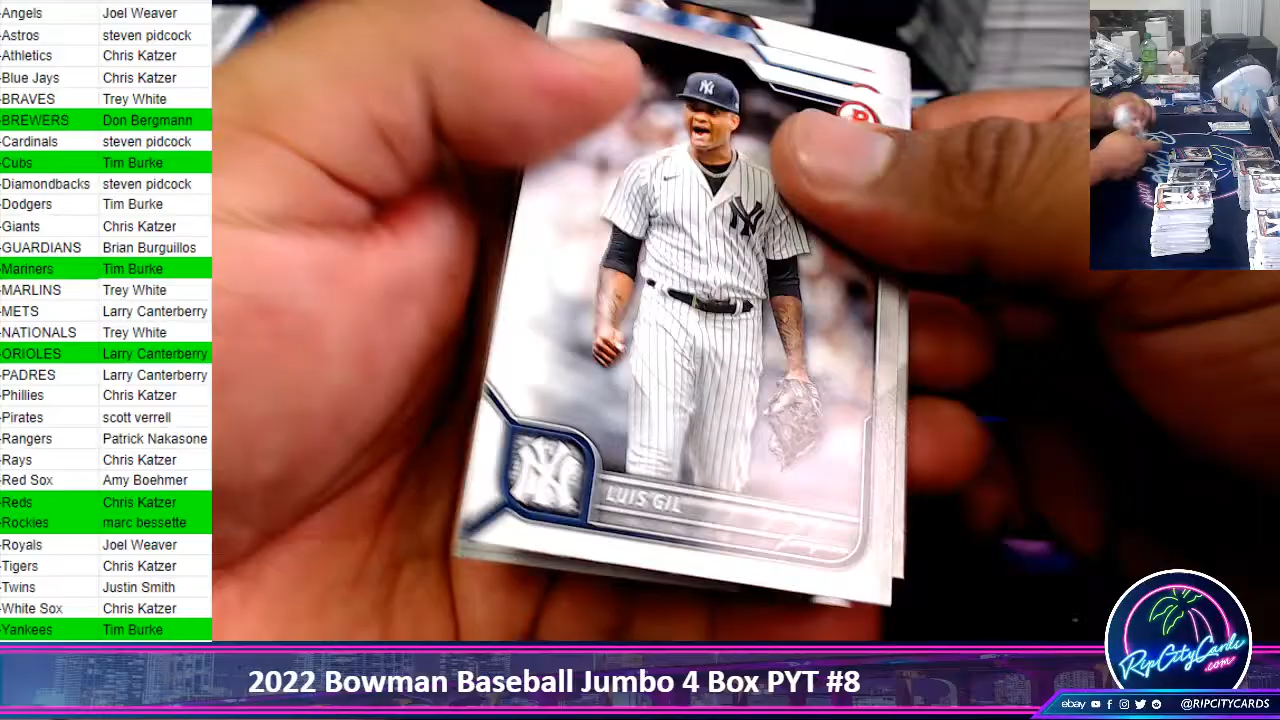 -Angels Joel Weaver
-Astros steven pidcock
-Athletics Chris Katzer
-Blue Jays Chris Katzer
-BRAVES Trey White
-BREWERS Don Bergmann
-Cardinals steven pidcock
-Cubs Tim Burke
-Diamondbacks steven pidcock
-Dodgers Tim Burke
-Giants Chris Katzer
-GUARDIANS Brian Burguillos
-Mariners Tim Burke
-MARLINS Trey White
-METS Larry Canterberry
-NATIONALS Trey White
-ORIOLES Larry Canterberry
-PADRES Larry Canterberry
-Phillies Chris Katzer
-Pirates scott verrell
-Rangers Patrick Nakasone
-Rays Chris Katzer
-Red Sox Amy Boehmer
-Reds Chris Katzer
-Rockies marc bessette
-Royals Joel Weaver
-Tigers Chris Katzer
-Twins Justin Smith
-White Sox Chris Katzer
-Yankees Tim Burke
NY
NY
NY
LUIS GIL
RipCityCards
.com
2022 Bowman Baseball Jumbo 4 Box PYT #8
ebay @RIPCITYCARDS